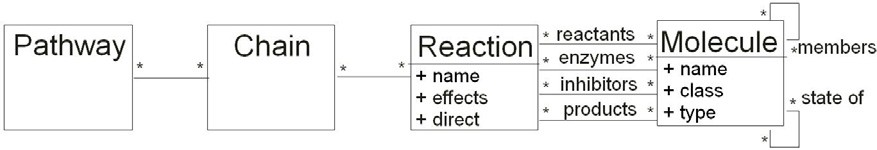 Pathway
* *
Chain
* *
Reaction
+ name
+ effects
+ direct
* reactants *
* enzymes *
* inhibitors *
* products *
Molecule
+ name
+ class
+ type
*
* members
* state of
*